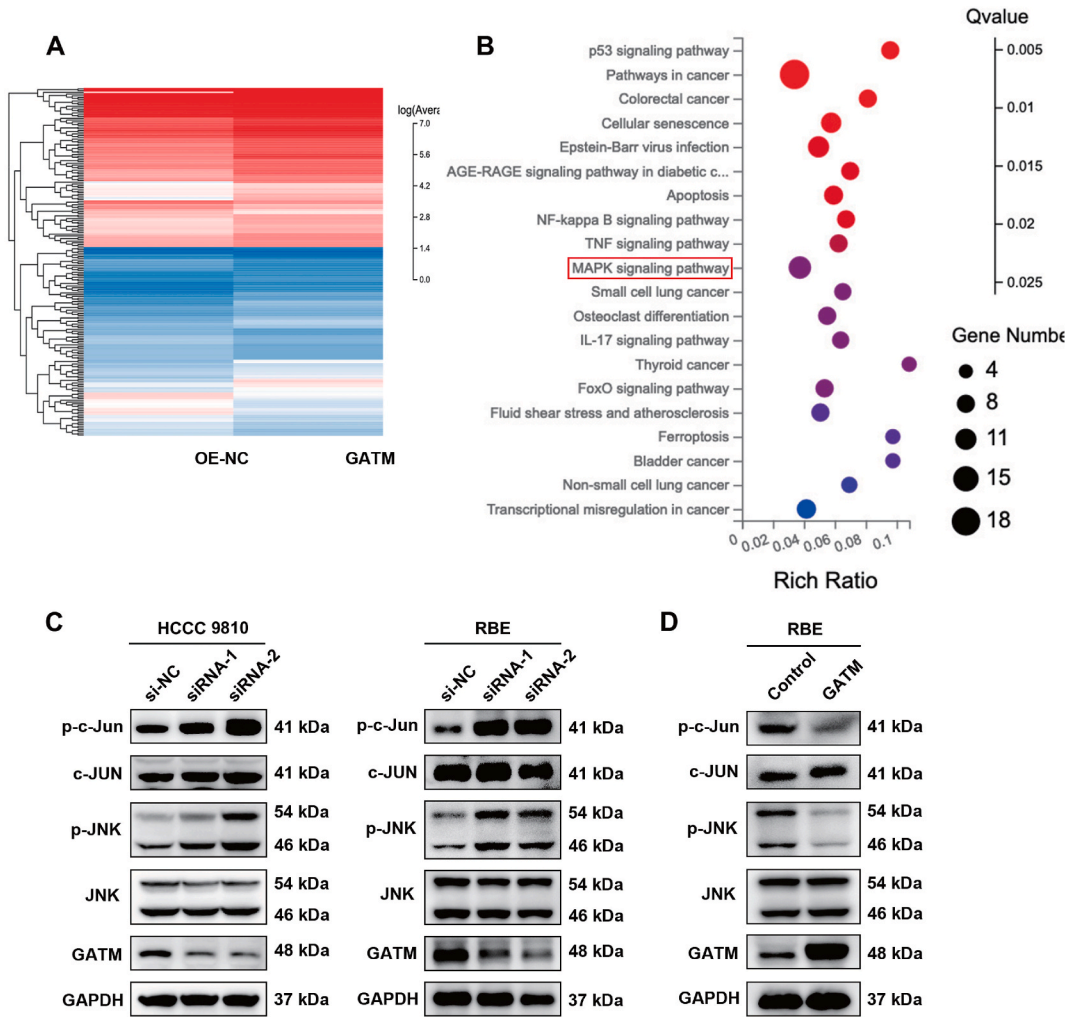 A
log(Avera
7.0
5.6
4.2
2.8
1.4
0.0
OE-NC GATM
B
p53 signaling pathway
Pathways in cancer
Colorectal cancer
Cellular senescence
Epstein-Barr virus infection
AGE-RAGE signaling pathway in diabetic c...
Apoptosis
NF-kappa B signaling pathway
TNF signaling pathway
MAPK signaling pathway
Small cell lung cancer
Osteoclast differentiation
IL-17 signaling pathway
Thyroid cancer
FoxO signaling pathway
Fluid shear stress and atherosclerosis
Ferroptosis
Bladder cancer
Non-small cell lung cancer
Transcriptional misregulation in cancer
0 0.02 0.04 0.06 0.08 0.1
Rich Ratio
Qvalue
0.005
0.01
0.015
0.02
0.025
Gene Numbe
4
8
11
15
18
C
HCCC 9810
si-NC siRNA-1 siRNA-2
p-c-Jun 41 kDa
c-JUN 41 kDa
p-JNK 54 kDa
46 kDa
JNK 54 kDa
46 kDa
GATM 48 kDa
GAPDH 37 kDa
RBE
si-NC siRNA-1 siRNA-2
p-c-Jun 41 kDa
c-JUN 41 kDa
p-JNK 54 kDa
46 kDa
JNK 54 kDa
46 kDa
GATM 48 kDa
GAPDH 37 kDa
D
RBE
Control GATM
p-c-Jun 41 kDa
c-JUN 41 kDa
p-JNK 54 kDa
46 kDa
JNK 54 kDa
46 kDa
GATM 48 kDa
GAPDH 37 kDa